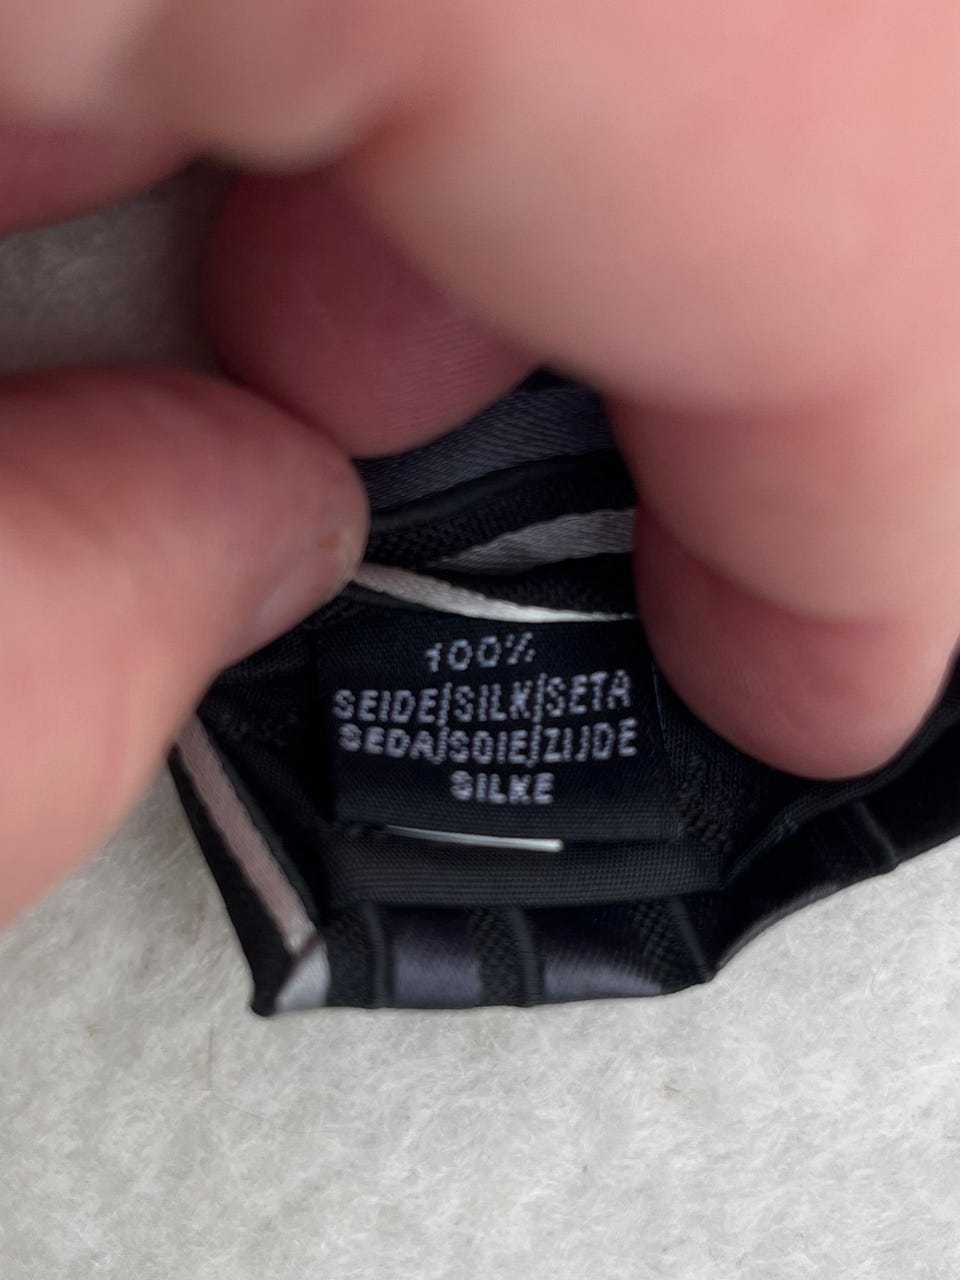 100%
SEIDE/SILK/SETA
SEDA/SOIE/ZIJDE
SILKE